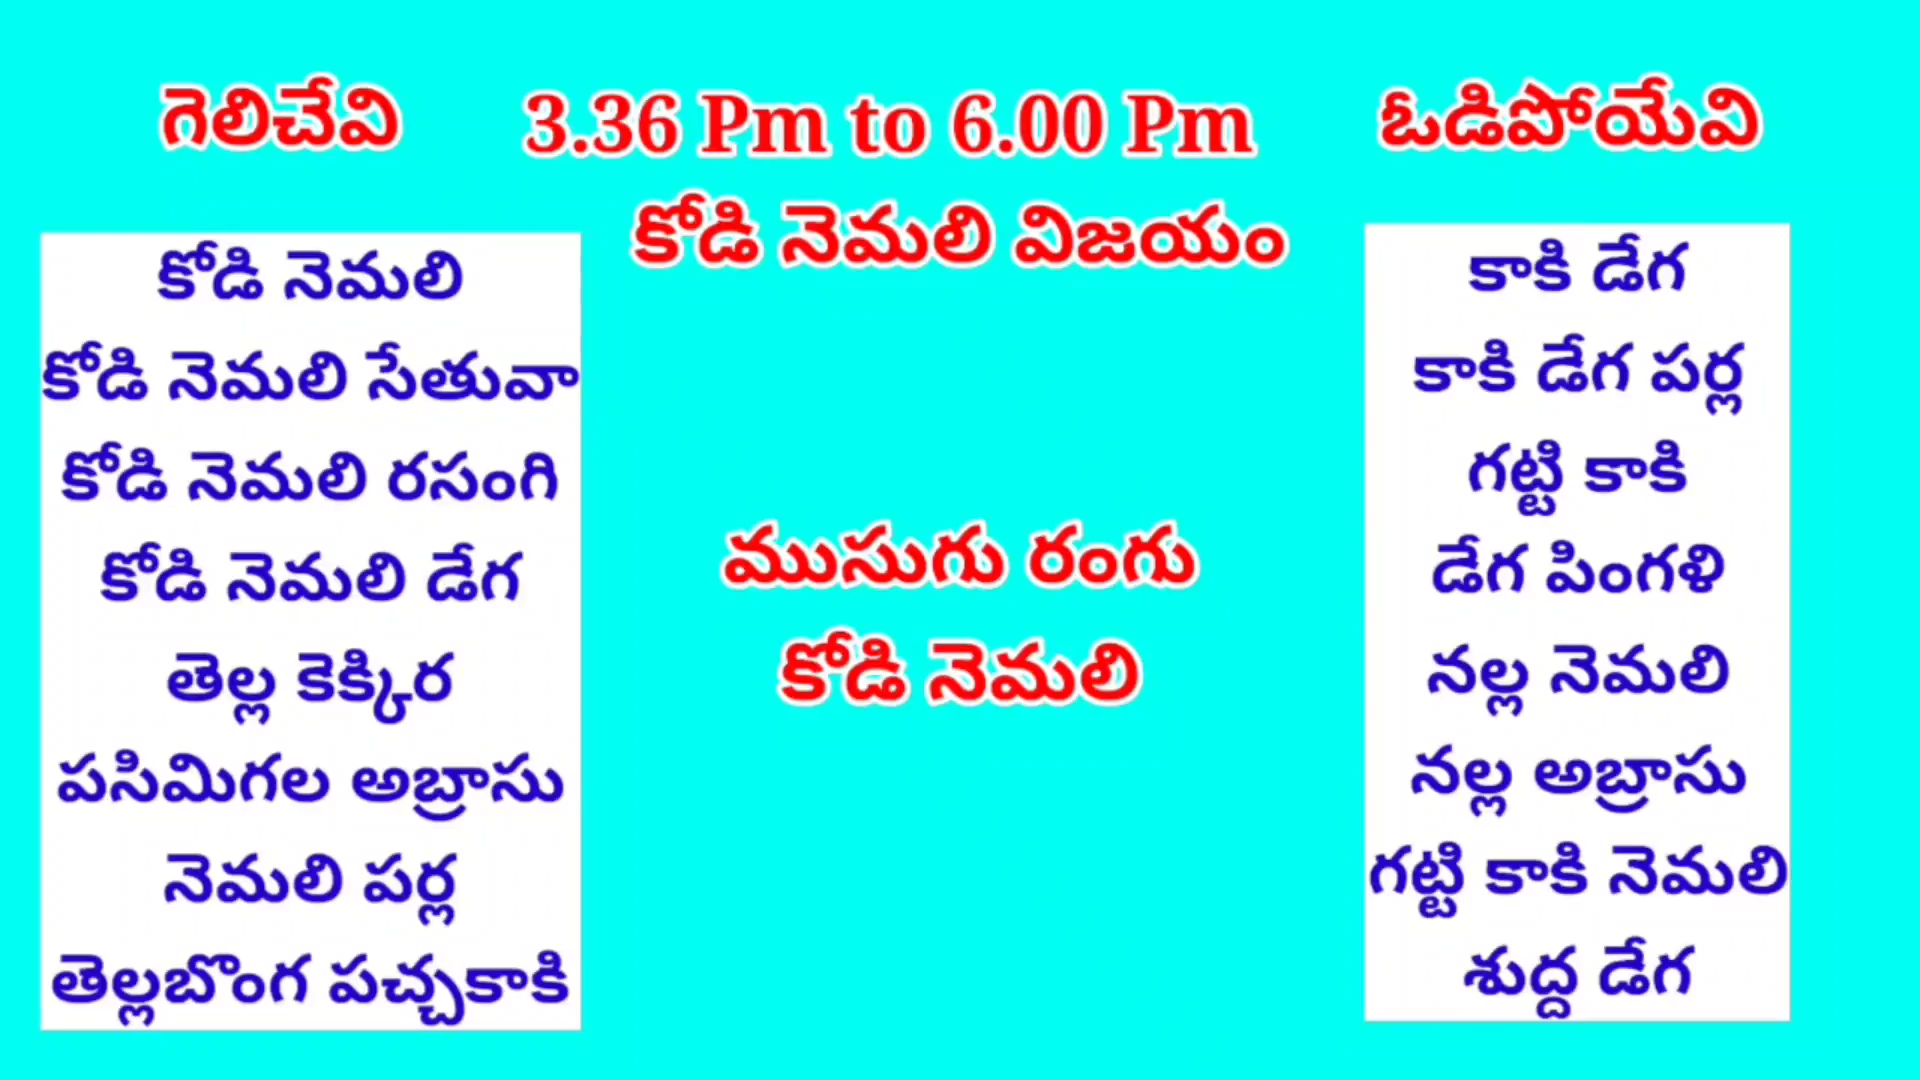 గెలిచేవి
3.36 Pm to 6.00 Pm
ఓడిపోయేవి
కోడి నెమలి విజయం
కోడి నెమలి
కోడి నెమలి సేతువా
కోడి నెమలి రసంగి
కోడి నెమలి డేగ
తెల్ల కెక్కిర
పసిమిగల అబ్రాసు
నెమలి పర్ల
తెల్లబొంగ పచ్చకాకి
ముసుగు రంగు
కోడి నెమలి
కాకి డేగ
కాకి డేగ పర్ల
గట్టి కాకి
డేగ పింగళి
నల్ల నెమలి
నల్ల అబ్రాసు
గట్టి కాకి నెమలి
శుద్ద డేగ